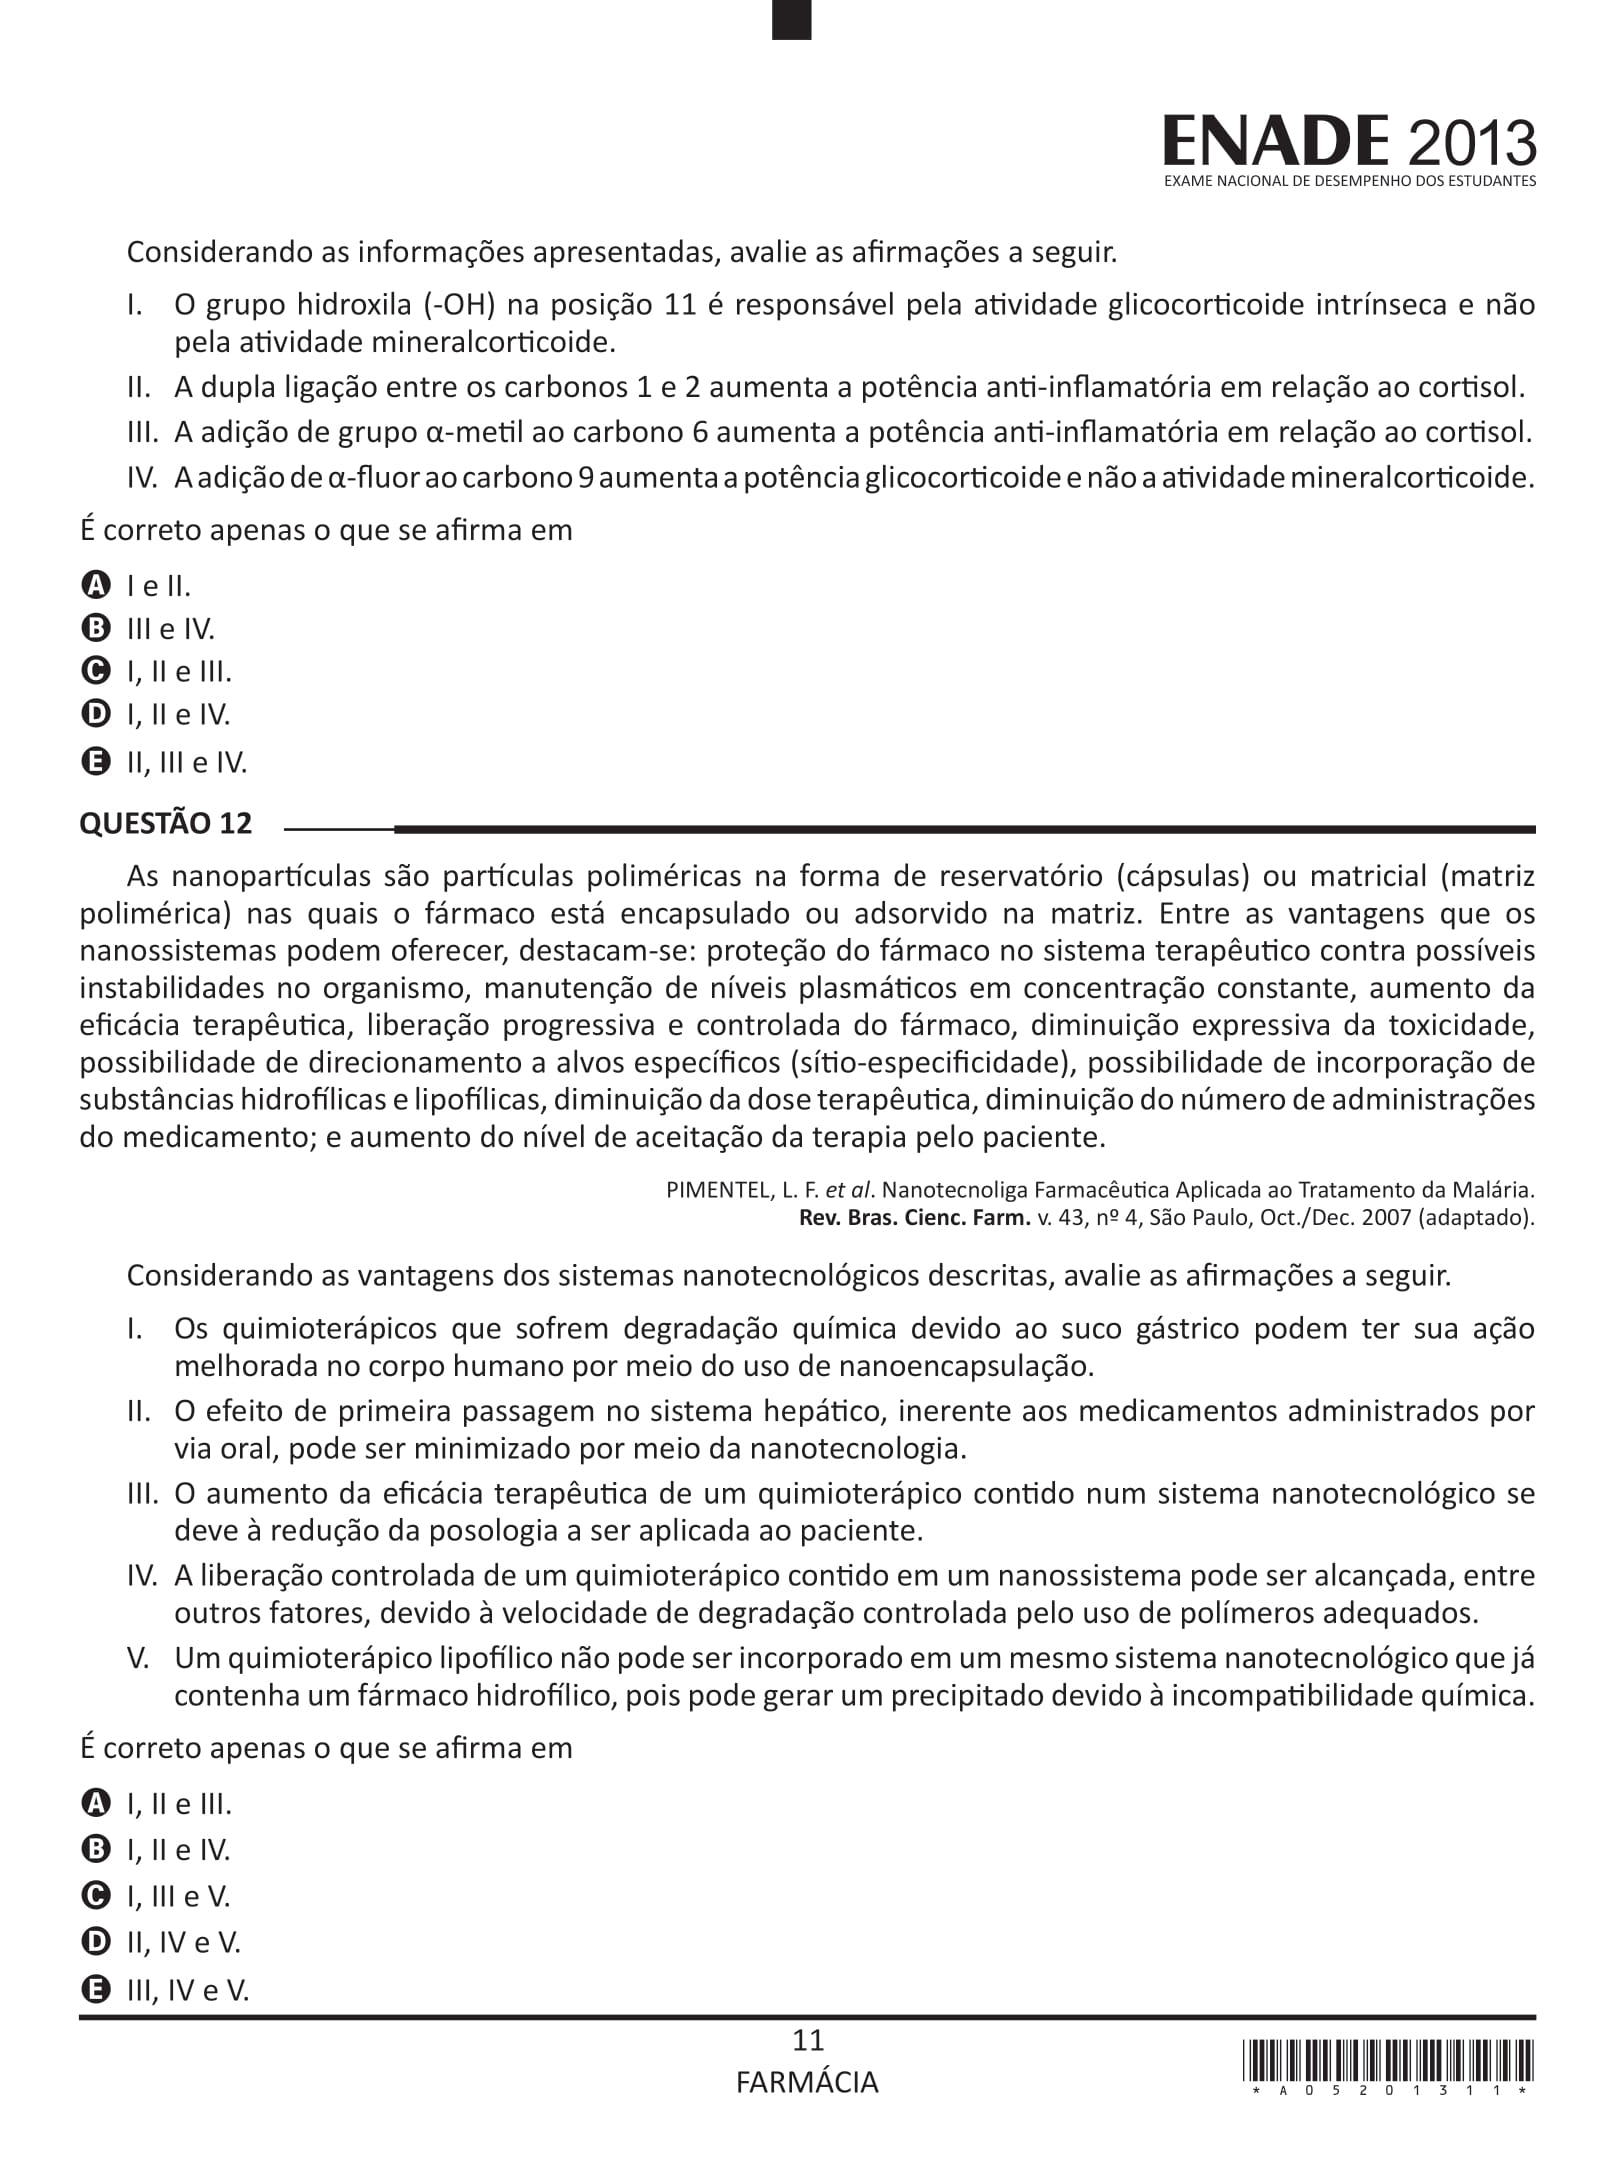 ENADE 2013
EXAME NACIONAL DE DESEMPENHO DOS ESTUDANTES
Considerando as informações apresentadas, avalie as afirmações a seguir.
I. O grupo hidroxila (-OH) na posição 11 é responsável pela atividade glicocorticoide intrínseca e não
pela atividade mineralcorticoide.
II. A dupla ligação entre os carbonos 1 e 2 aumenta a potência anti-inflamatória em relação ao cortisol.
III. A adição de grupo α-metil ao carbono 6 aumenta a potência anti-inflamatória em relação ao cortisol.
IV. A adição de α-fluor ao carbono 9 aumenta a potência glicocorticoide e não a atividade mineralcorticoide.
É correto apenas o que se afirma em
A I e II.
B III e IV.
C I, II e III.
D I, II e IV.
E II, III e IV.
QUESTÃO 12
As nanopartículas são partículas poliméricas na forma de reservatório (cápsulas) ou matricial (matriz
polimérica) nas quais o fármaco está encapsulado ou adsorvido na matriz. Entre as vantagens que os
nanossistemas podem oferecer, destacam-se: proteção do fármaco no sistema terapêutico contra possíveis
instabilidades no organismo, manutenção de níveis plasmáticos em concentração constante, aumento da
eficácia terapêutica, liberação progressiva e controlada do fármaco, diminuição expressiva da toxicidade,
possibilidade de direcionamento a alvos específicos (sítio-especificidade), possibilidade de incorporação de
substâncias hidrofílicas e lipofílicas, diminuição da dose terapêutica, diminuição do número de administrações
do medicamento; e aumento do nível de aceitação da terapia pelo paciente.
PIMENTEL, L. F. et al. Nanotecnoliga Farmacêutica Aplicada ao Tratamento da Malária.
Rev. Bras. Cienc. Farm. v. 43, nº 4, São Paulo, Oct./Dec. 2007 (adaptado).
Considerando as vantagens dos sistemas nanotecnológicos descritas, avalie as afirmações a seguir.
I. Os quimioterápicos que sofrem degradação química devido ao suco gástrico podem ter sua ação
melhorada no corpo humano por meio do uso de nanoencapsulação.
II. O efeito de primeira passagem no sistema hepático, inerente aos medicamentos administrados por
via oral, pode ser minimizado por meio da nanotecnologia.
III. O aumento da eficácia terapêutica de um quimioterápico contido num sistema nanotecnológico se
deve à redução da posologia a ser aplicada ao paciente.
IV. A liberação controlada de um quimioterápico contido em um nanossistema pode ser alcançada, entre
outros fatores, devido à velocidade de degradação controlada pelo uso de polímeros adequados.
V. Um quimioterápico lipofílico não pode ser incorporado em um mesmo sistema nanotecnológico que já
contenha um fármaco hidrofílico, pois pode gerar um precipitado devido à incompatibilidade química.
É correto apenas o que se afirma em
A I, II e III.
B I, II e IV.
C I, III e V.
D II, IV e V.
E III, IV e V.
11
FARMÁCIA
* A 0 5 2 0 1 3 1 1 *